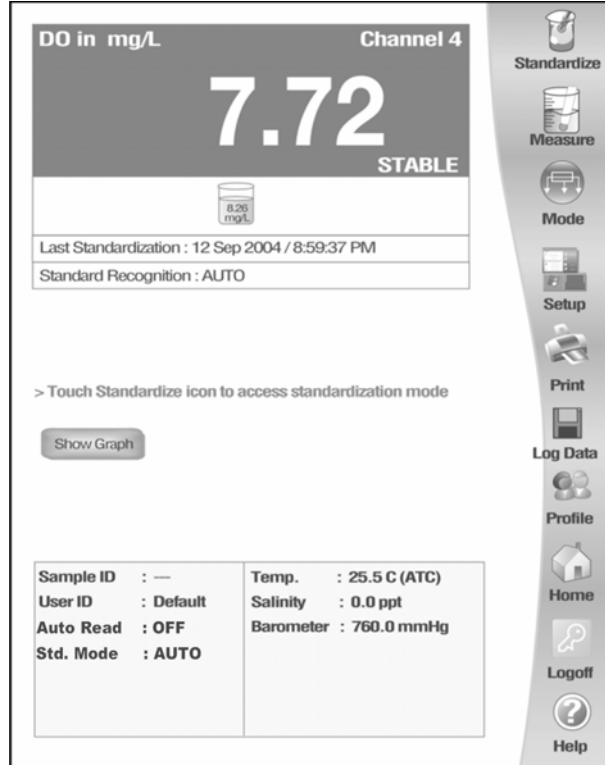 DO in mg/L Channel 4
7.72
STABLE
8.26
mg/L
Last Standardization : 12 Sep 2004 / 8:59:37 PM
Standard Recognition : AUTO
> Touch Standardize icon to access standardization mode
Show Graph
Sample ID : ---
User ID : Default
Auto Read : OFF
Std. Mode : AUTO
Temp. : 25.5 C (ATC)
Salinity : 0.0 ppt
Barometer : 760.0 mmHg
Standardize
Measure
Mode
Setup
Print
Log Data
Profile
Home
Logoff
Help